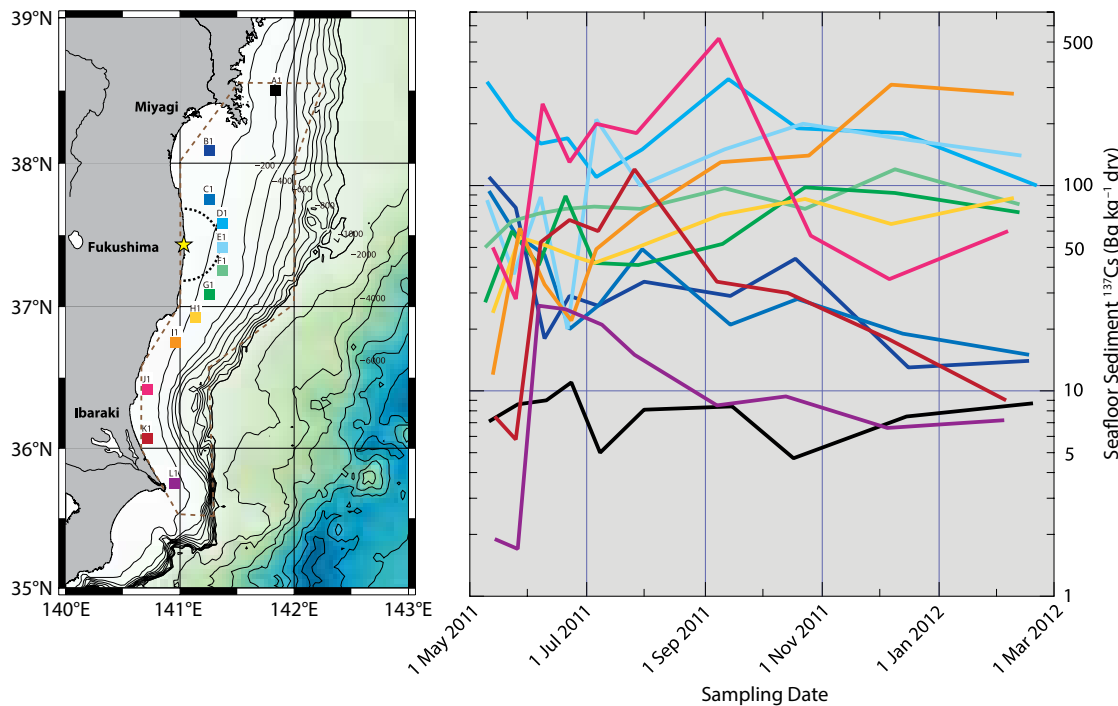 39°N
38°N
37°N
36°N
35°N
140°E
141°E
142°E
143°E
Miyagi
Fukushima
Ibaraki
A1
B1
C1
D1
E1
F1
G1
H1
I1
J1
K1
L1
−200
−400
−600
−800
−1000
−2000
−4000
−6000
500
100
50
10
5
1
Seafloor Sediment ¹³⁷Cs (Bq kg⁻¹ dry)
1 May 2011
1 Jul 2011
1 Sep 2011
1 Nov 2011
1 Jan 2012
1 Mar 2012
Sampling Date